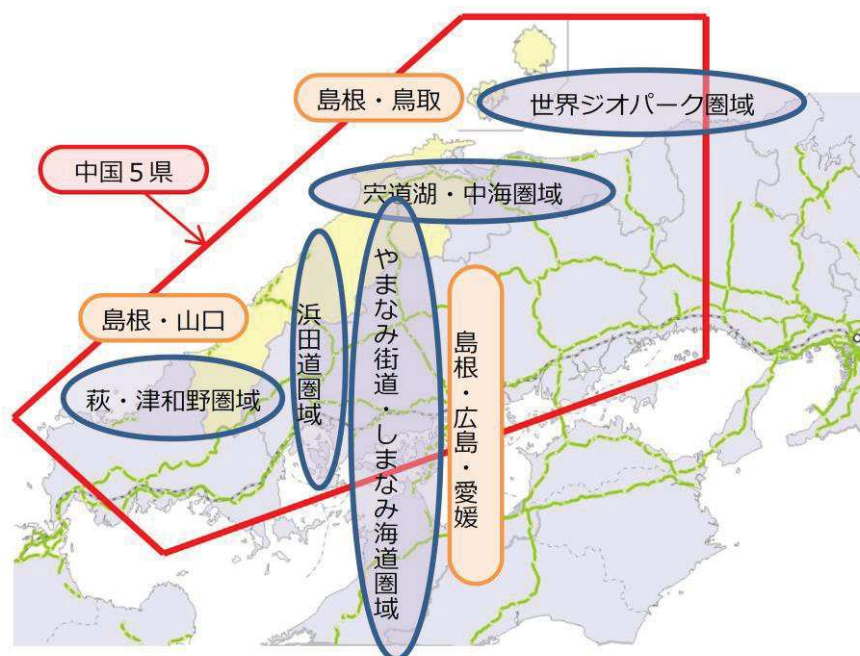 島根・鳥取
世界ジオパーク圏域
中国５県
宍道湖・中海圏域
島根・山口
浜田道圏域
やまなみ街道・しまなみ海道圏域
島根・広島・愛媛
萩・津和野圏域